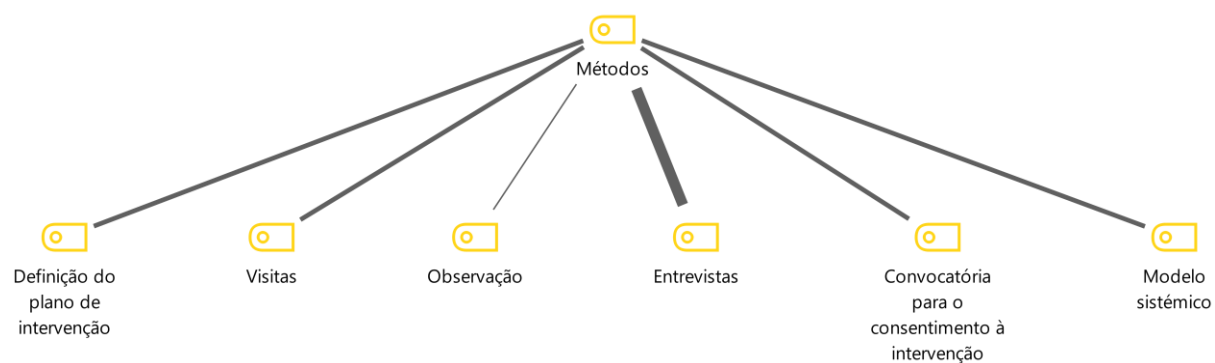 Métodos
Definição do
plano de
intervenção
Visitas
Observação
Entrevistas
Convocatória
para o
consentimento à
intervenção
Modelo
sistémico